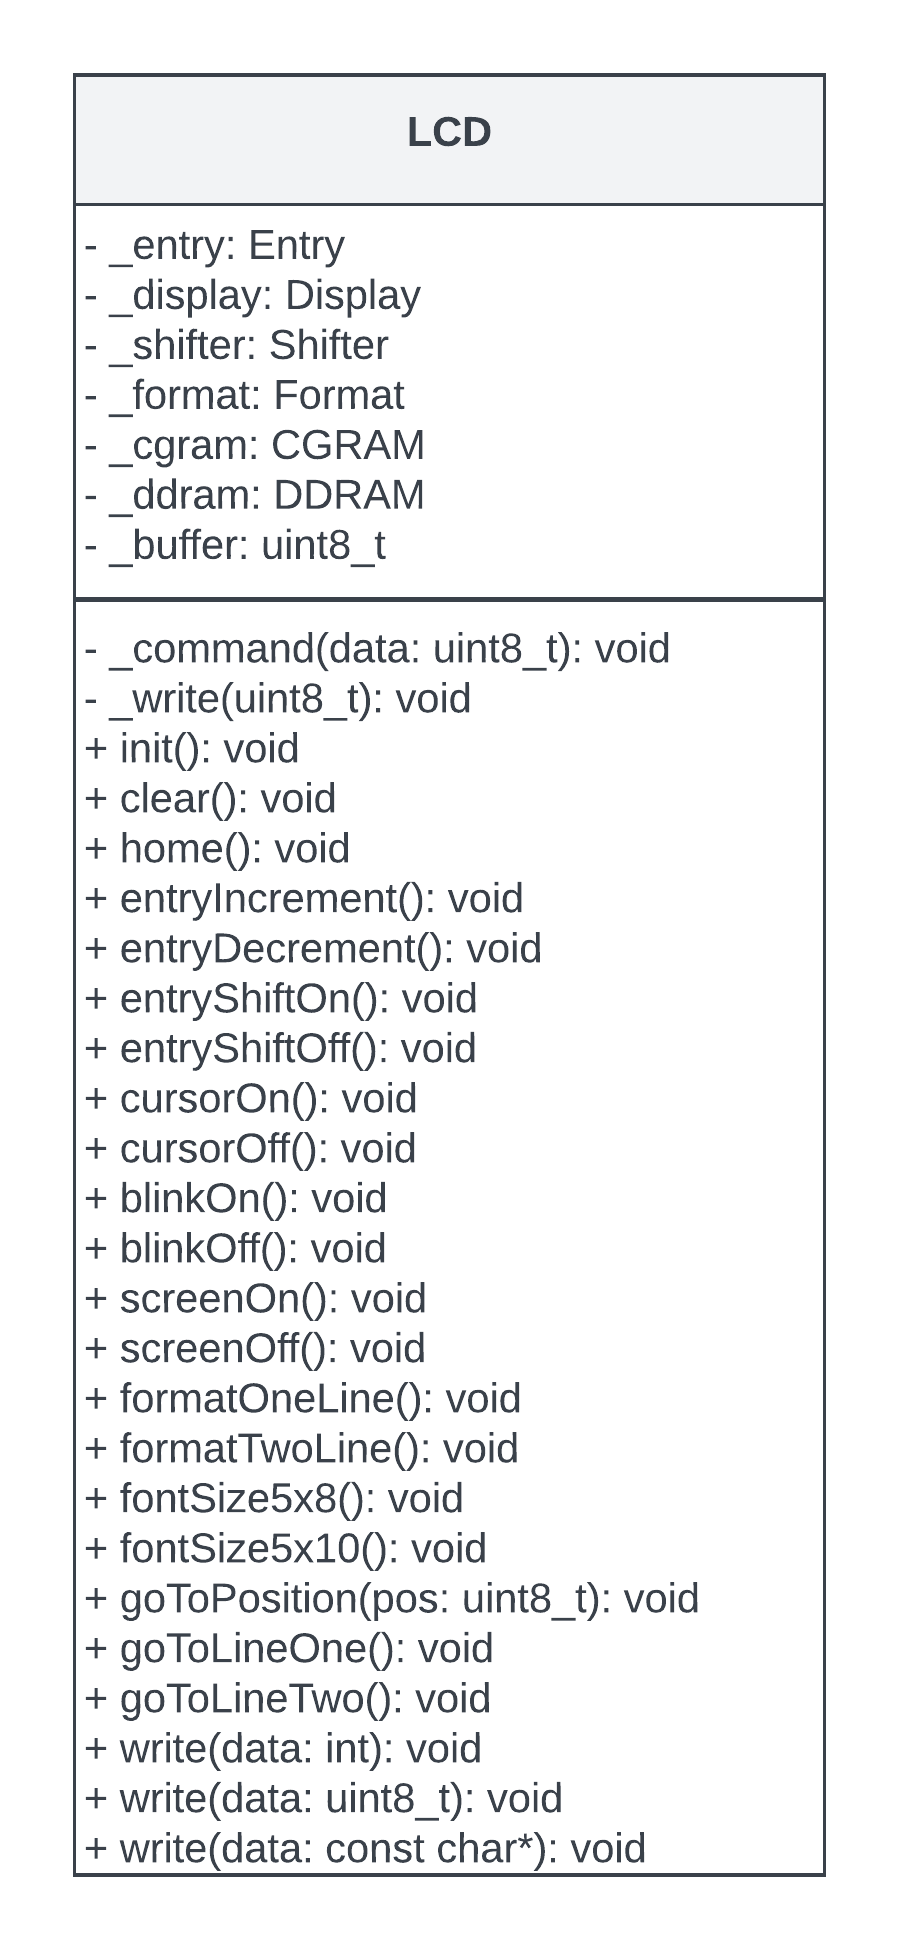 LCD
- _entry: Entry
- _display: Display
- _shifter: Shifter
- _format: Format
- _cgram: CGRAM
- _ddram: DDRAM
- _buffer: uint8_t
- _command(data: uint8_t): void
- _write(uint8_t): void
+ init(): void
+ clear(): void
+ home(): void
+ entryIncrement(): void
+ entryDecrement(): void
+ entryShiftOn(): void
+ entryShiftOff(): void
+ cursorOn(): void
+ cursorOff(): void
+ blinkOn(): void
+ blinkOff(): void
+ screenOn(): void
+ screenOff(): void
+ formatOneLine(): void
+ formatTwoLine(): void
+ fontSize5x8(): void
+ fontSize5x10(): void
+ goToPosition(pos: uint8_t): void
+ goToLineOne(): void
+ goToLineTwo(): void
+ write(data: int): void
+ write(data: uint8_t): void
+ write(data: const char*): void